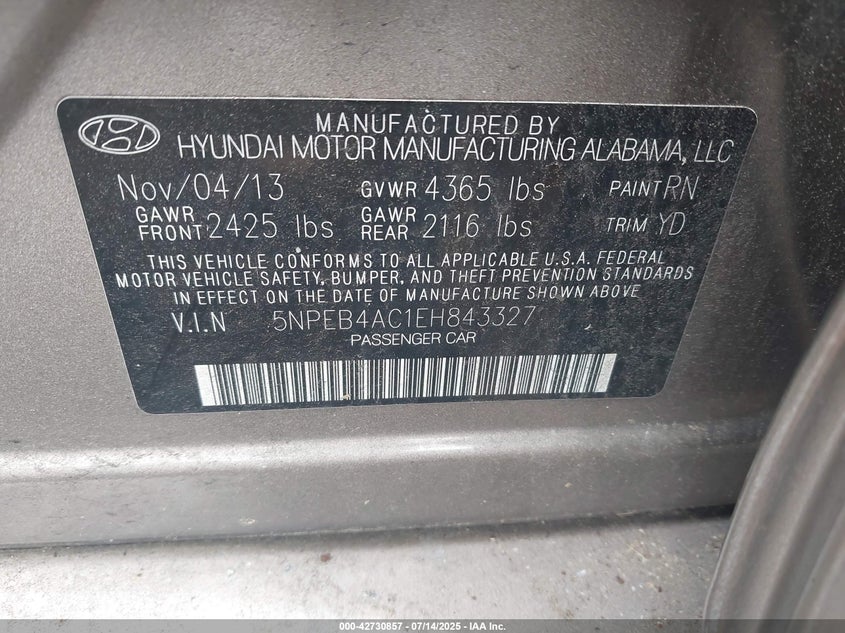 MANUFACTURED BY
HYUNDAI MOTOR MANUFACTURING ALABAMA, LLC
Nov/04/13 GVWR 4365 lbs PAINT RN
GAWR FRONT 2425 lbs GAWR REAR 2116 lbs TRIM YD
THIS VEHICLE CONFORMS TO ALL APPLICABLE U.S.A. FEDERAL
MOTOR VEHICLE SAFETY, BUMPER, AND THEFT PREVENTION STANDARDS
IN EFFECT ON THE DATE OF MANUFACTURE SHOWN ABOVE
V.I.N 5NPEB4AC1EH843327
PASSENGER CAR
000-42730857 - 07/14/2025 - IAA Inc.